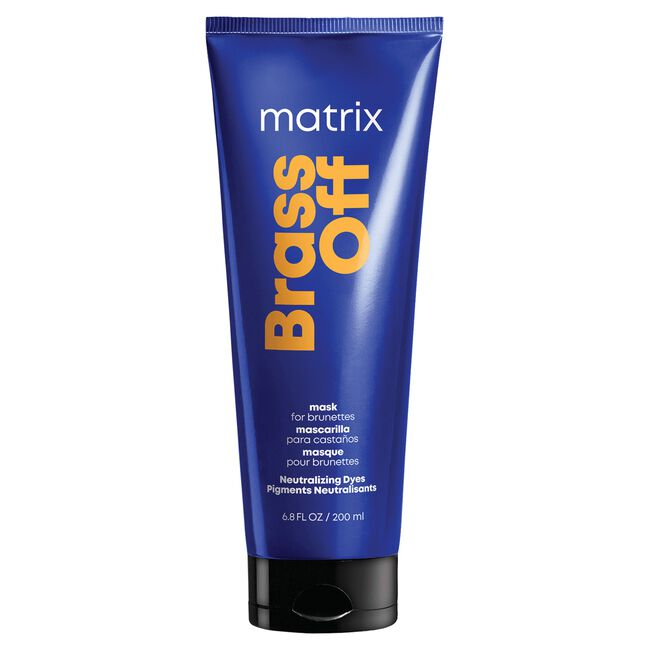 matrix
Brass
Off
mask
for brunettes
mascarilla
para castaños
masque
pour brunettes
Neutralizing Dyes
Pigments Neutralisants
6.8 FL OZ / 200 ml